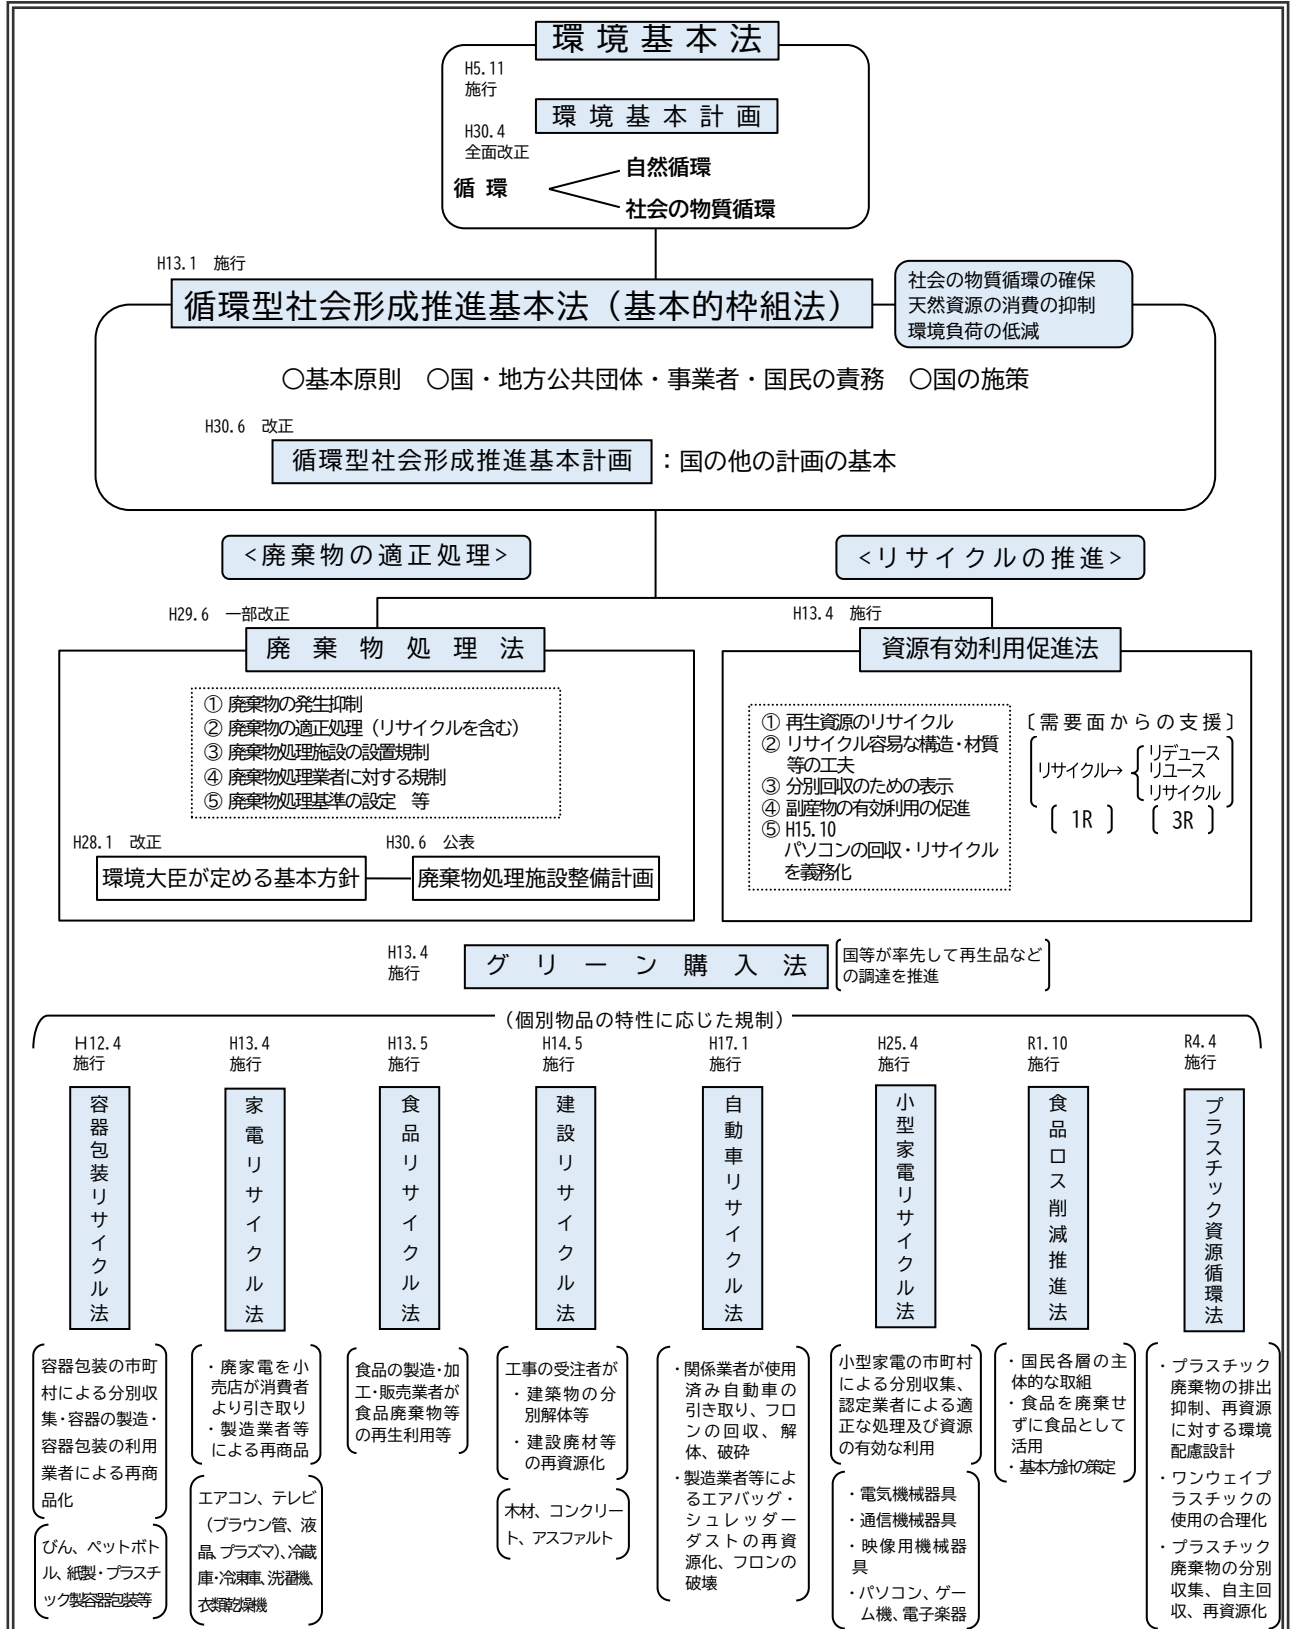 環境基本法
H5.11
施行
環境基本計画
H30.4
全面改正
循環
自然循環
社会の物質循環
H13.1 施行
循環型社会形成推進基本法（基本的枠組法）
社会の物質循環の確保
天然資源の消費の抑制
環境負荷の低減
○基本原則　○国・地方公共団体・事業者・国民の責務　○国の施策
H30.6 改正
循環型社会形成推進基本計画：国の他の計画の基本
<廃棄物の適正処理>
<リサイクルの推進>
H29.6 一部改正
廃棄物処理法
① 廃棄物の発生抑制
② 廃棄物の適正処理（リサイクルを含む）
③ 廃棄物処理施設の設置規制
④ 廃棄物処理業者に対する規制
⑤ 廃棄物処理基準の設定　等
H28.1 改正
環境大臣が定める基本方針
H30.6 公表
廃棄物処理施設整備計画
H13.4 施行
資源有効利用促進法
① 再生資源のリサイクル
② リサイクル容易な構造・材質
等の工夫
③ 分別回収のための表示
④ 副産物の有効利用の促進
⑤ H15.10
パソコンの回収・リサイクル
を義務化
〔需要面からの支援〕
リサイクル→
リデュース
リユース
リサイクル
〔 1R 〕
〔 3R 〕
H13.4
施行
グリーン購入法
国等が率先して再生品など
の調達を推進
（個別物品の特性に応じた規制）
H12.4
施行
容器包装リサイクル法
容器包装の市町
村による分別収
集・容器の製造・
容器包装の利用
業者による再商
品化
びん、ペットボト
ル、紙製・プラスチ
ック製容器包装等
H13.4
施行
家電リサイクル法
・廃家電を小
売店が消費者
より引き取り
・製造業者等
による再商品
エアコン、テレビ
（ブラウン管、液
晶、プラズマ）、冷蔵
庫・冷凍庫、洗濯機、
衣類乾燥機
H13.5
施行
食品リサイクル法
食品の製造・加
工・販売業者が
食品廃棄物等
の再生利用等
H14.5
施行
建設リサイクル法
工事の受注者が
・建築物の分
別解体等
・建設廃材等
の再資源化
木材、コンクリー
ト、アスファルト
H17.1
施行
自動車リサイクル法
・関係業者が使用
済み自動車の
引き取り、フロ
ンの回収、解
体、破砕
・製造業者等によ
るエアバッグ・
シュレッダー
ダストの再資
源化、フロンの
破壊
H25.4
施行
小型家電リサイクル法
小型家電の市町村
による分別収集、
認定業者による適
正な処理及び資源
の有効な利用
・電気機械器具
・通信機械器具
・映像用機械器
具
・パソコン、ゲー
ム機、電子楽器
R1.10
施行
食品ロス削減推進法
・国民各層の主
体的な取組
・食品を廃棄せ
ずに食品として
活用
・基本方針の策定
R4.4
施行
プラスチック資源循環法
・プラスチック
廃棄物の排出
抑制、再資源
に対する環境
配慮設計
・ワンウェイプ
ラスチックの
使用の合理化
・プラスチック
廃棄物の分別
収集、自主回
収、再資源化